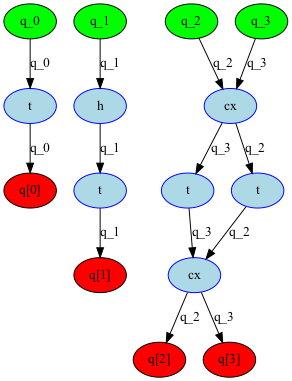 q_0 q_1 q_2 q_3
q_0 q_1 q_2 q_3
t h cx
q_0 q_1 q_3 q_2
q[0] t t t
q_1 q_3 q_2
q[1] cx
q_2 q_3
q[2] q[3]